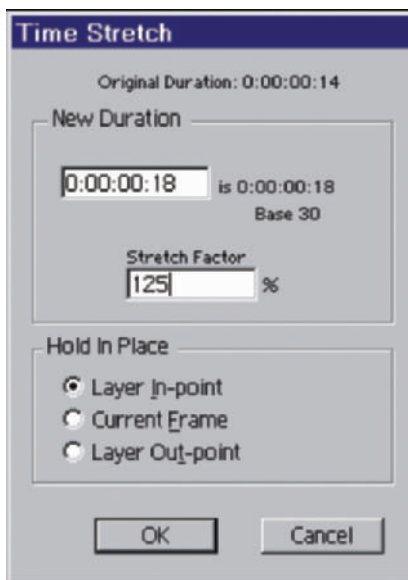 Time Stretch
Original Duration: 0:00:00:14
New Duration
0:00:00:18 is 0:00:00:18
Base 30
Stretch Factor
125 %
Hold In Place
Layer In-point
Current Frame
Layer Out-point
OK Cancel